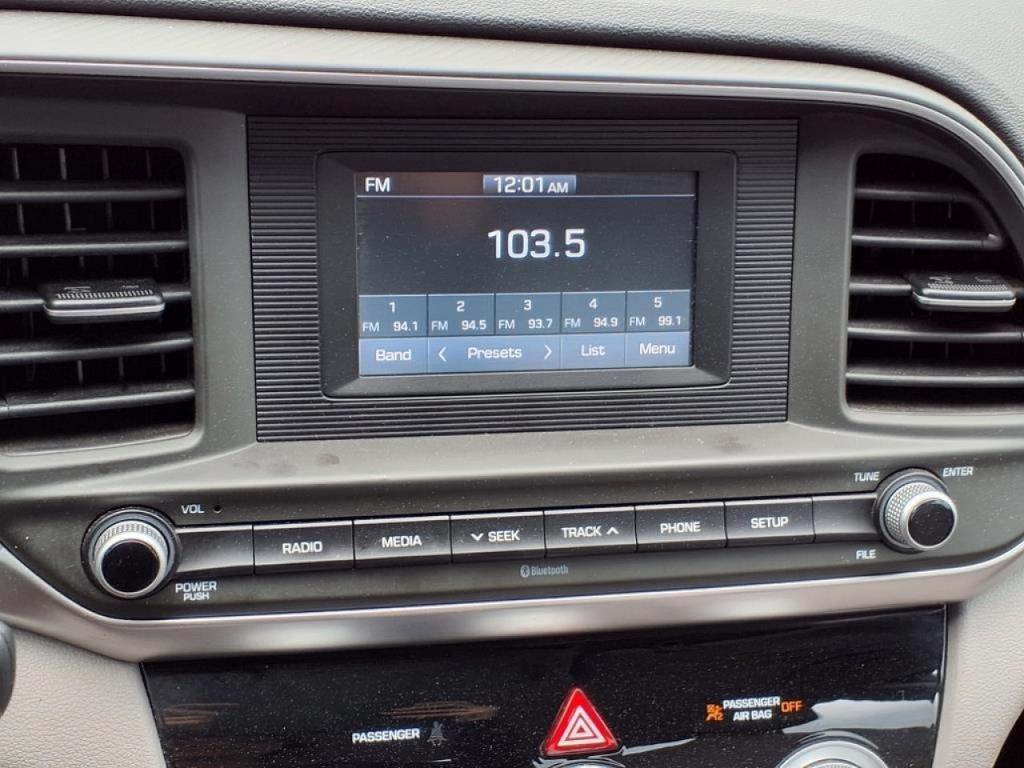 FM 12:01 AM
103.5
1 2 3 4 5
FM 94.1 FM 94.5 FM 93.7 FM 94.9 FM 99.1
Band < Presets > List Menu
VOL
TUNE ENTER
RADIO MEDIA SEEK TRACK PHONE SETUP
FILE
POWER
PUSH
Bluetooth
PASSENGER
PASSENGER
AIR BAG OFF